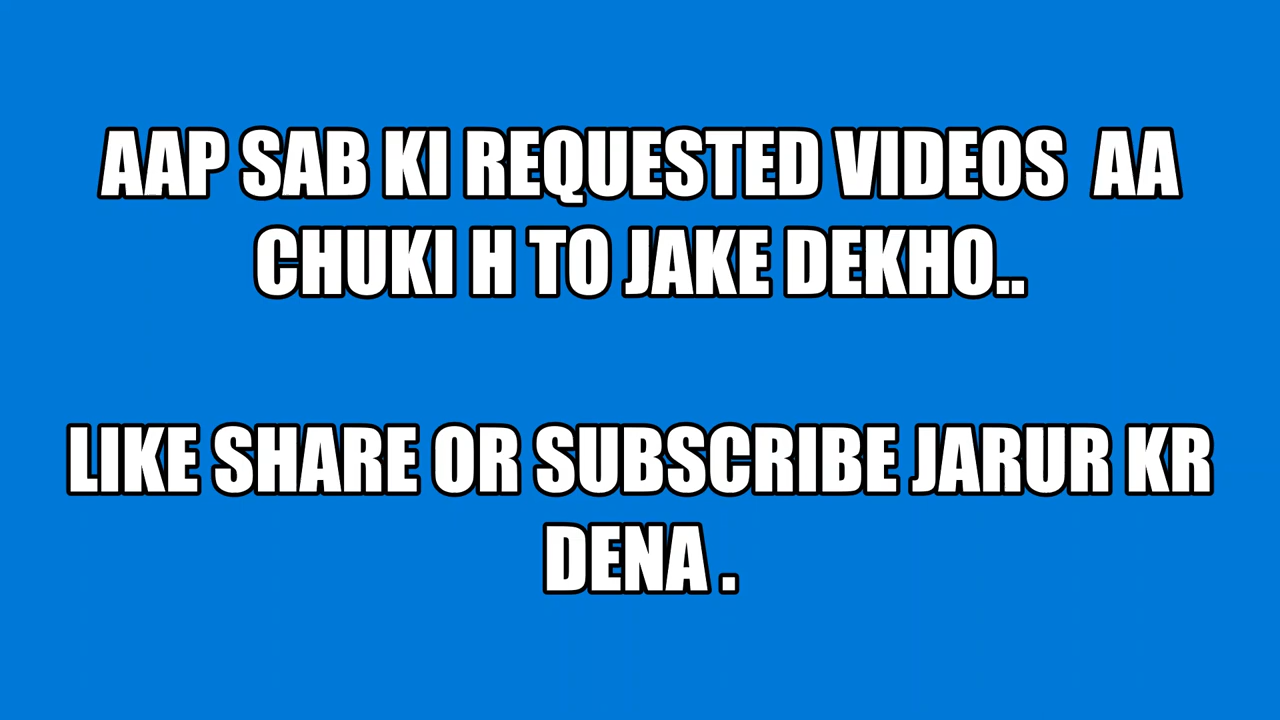 AAP SAB KI REQUESTED VIDEOS  AA
CHUKI H TO JAKE DEKHO..
LIKE SHARE OR SUBSCRIBE JARUR KR
DENA .